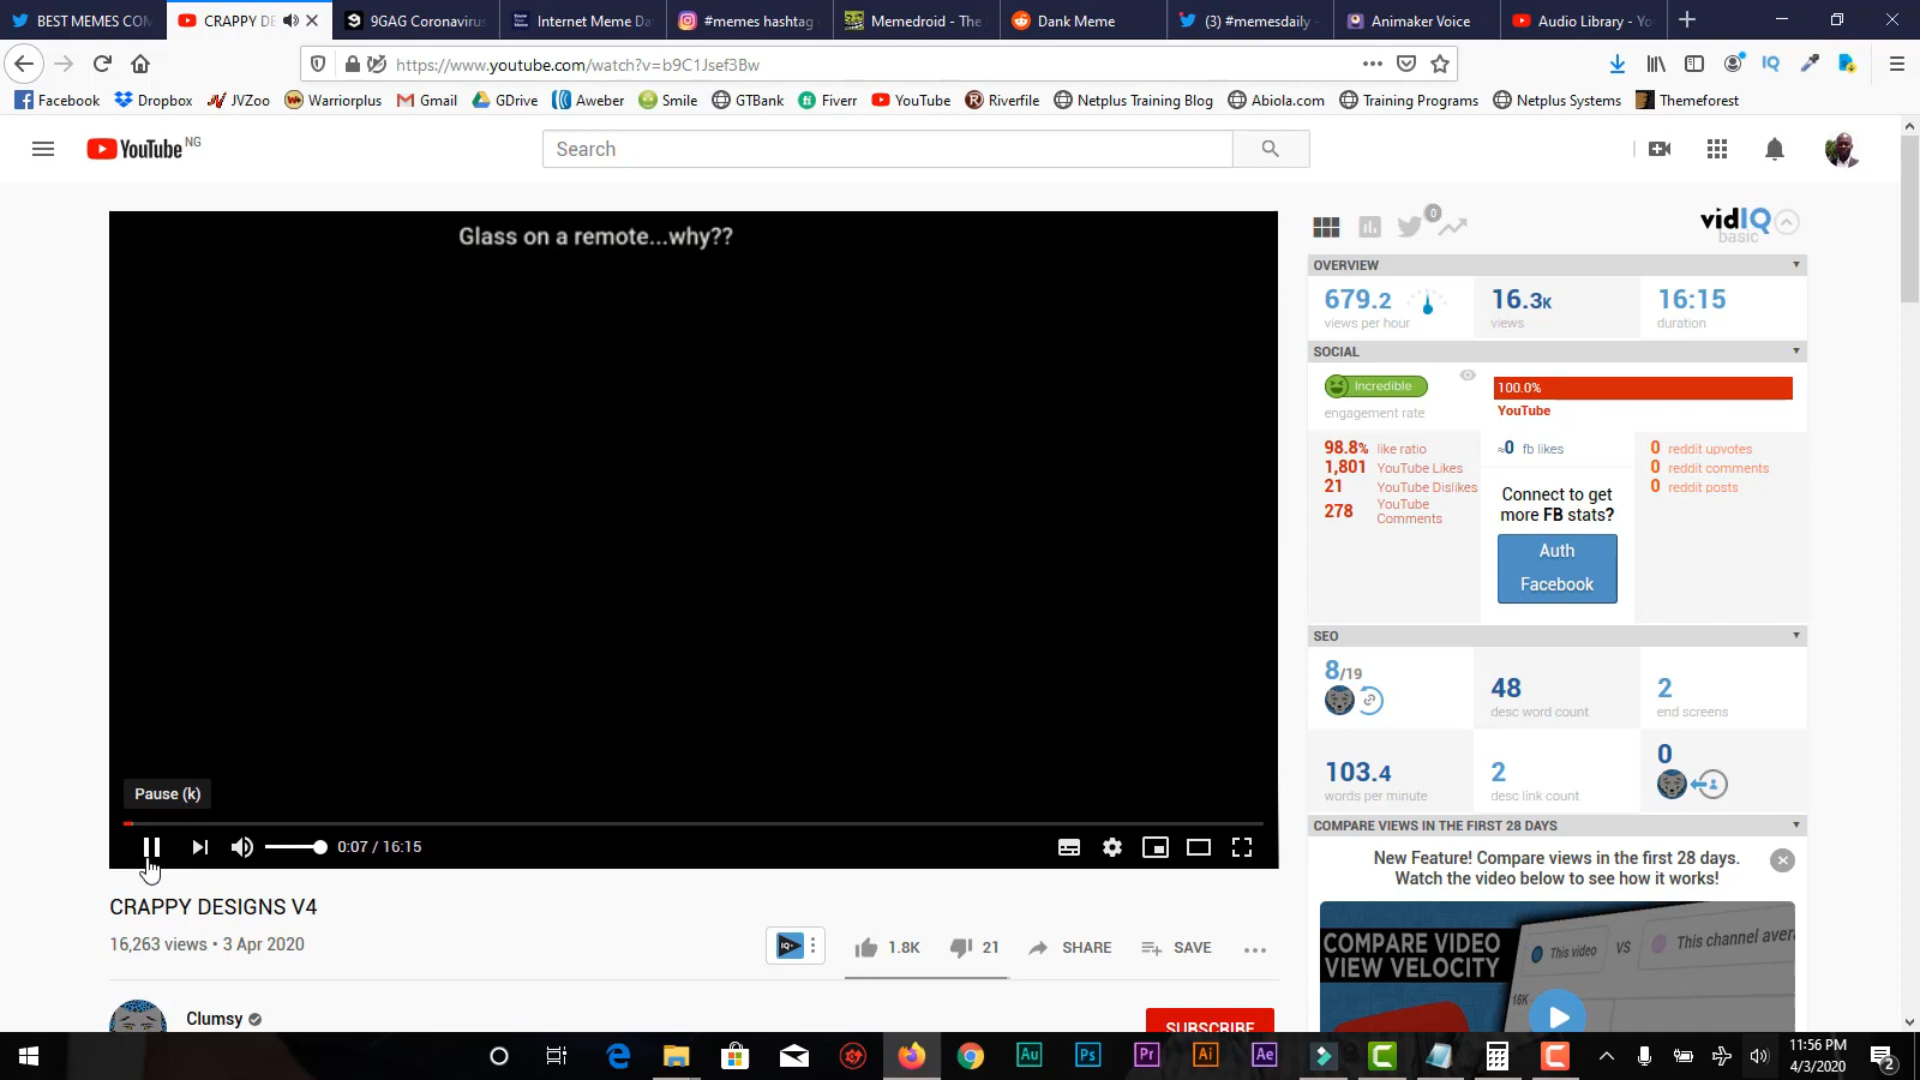 BEST MEMES COM
CRAPPY DE
9GAG Coronavirus
Internet Meme Da
#memes hashtag
Memedroid - The
Dank Meme
(3) #memesdaily -
Animaker Voice
Audio Library - Yo
https://www.youtube.com/watch?v=b9C1Jsef3Bw
IQ
Facebook
Dropbox
JVZoo
Warriorplus
Gmail
GDrive
Aweber
Smile
GTBank
Fiverr
YouTube
Riverfile
Netplus Training Blog
Abiola.com
Training Programs
Netplus Systems
Themeforest
YouTube NG
Search
Glass on a remote...why??
Pause (k)
0:07 / 16:15
CRAPPY DESIGNS V4
16,263 views • 3 Apr 2020
IQ
1.8K
21
SHARE
SAVE
Clumsy
SUBSCRIBE
0
vidIQ
basic
OVERVIEW
679.2
views per hour
16.3K
views
16:15
duration
SOCIAL
Incredible
engagement rate
100.0%
YouTube
98.8% like ratio
1,801 YouTube Likes
21 YouTube Dislikes
278 YouTube
Comments
≈0 fb likes
Connect to get
more FB stats?
Auth
Facebook
0 reddit upvotes
0 reddit comments
0 reddit posts
SEO
8/19
48
desc word count
2
end screens
103.4
words per minute
2
desc link count
0
COMPARE VIEWS IN THE FIRST 28 DAYS
New Feature! Compare views in the first 28 days.
Watch the video below to see how it works!
COMPARE VIDEO
VIEW VELOCITY
This video
VS
This channel aver
16K
Au
Ps
Pr
Ai
Ae
11:56 PM
4/3/2020
2